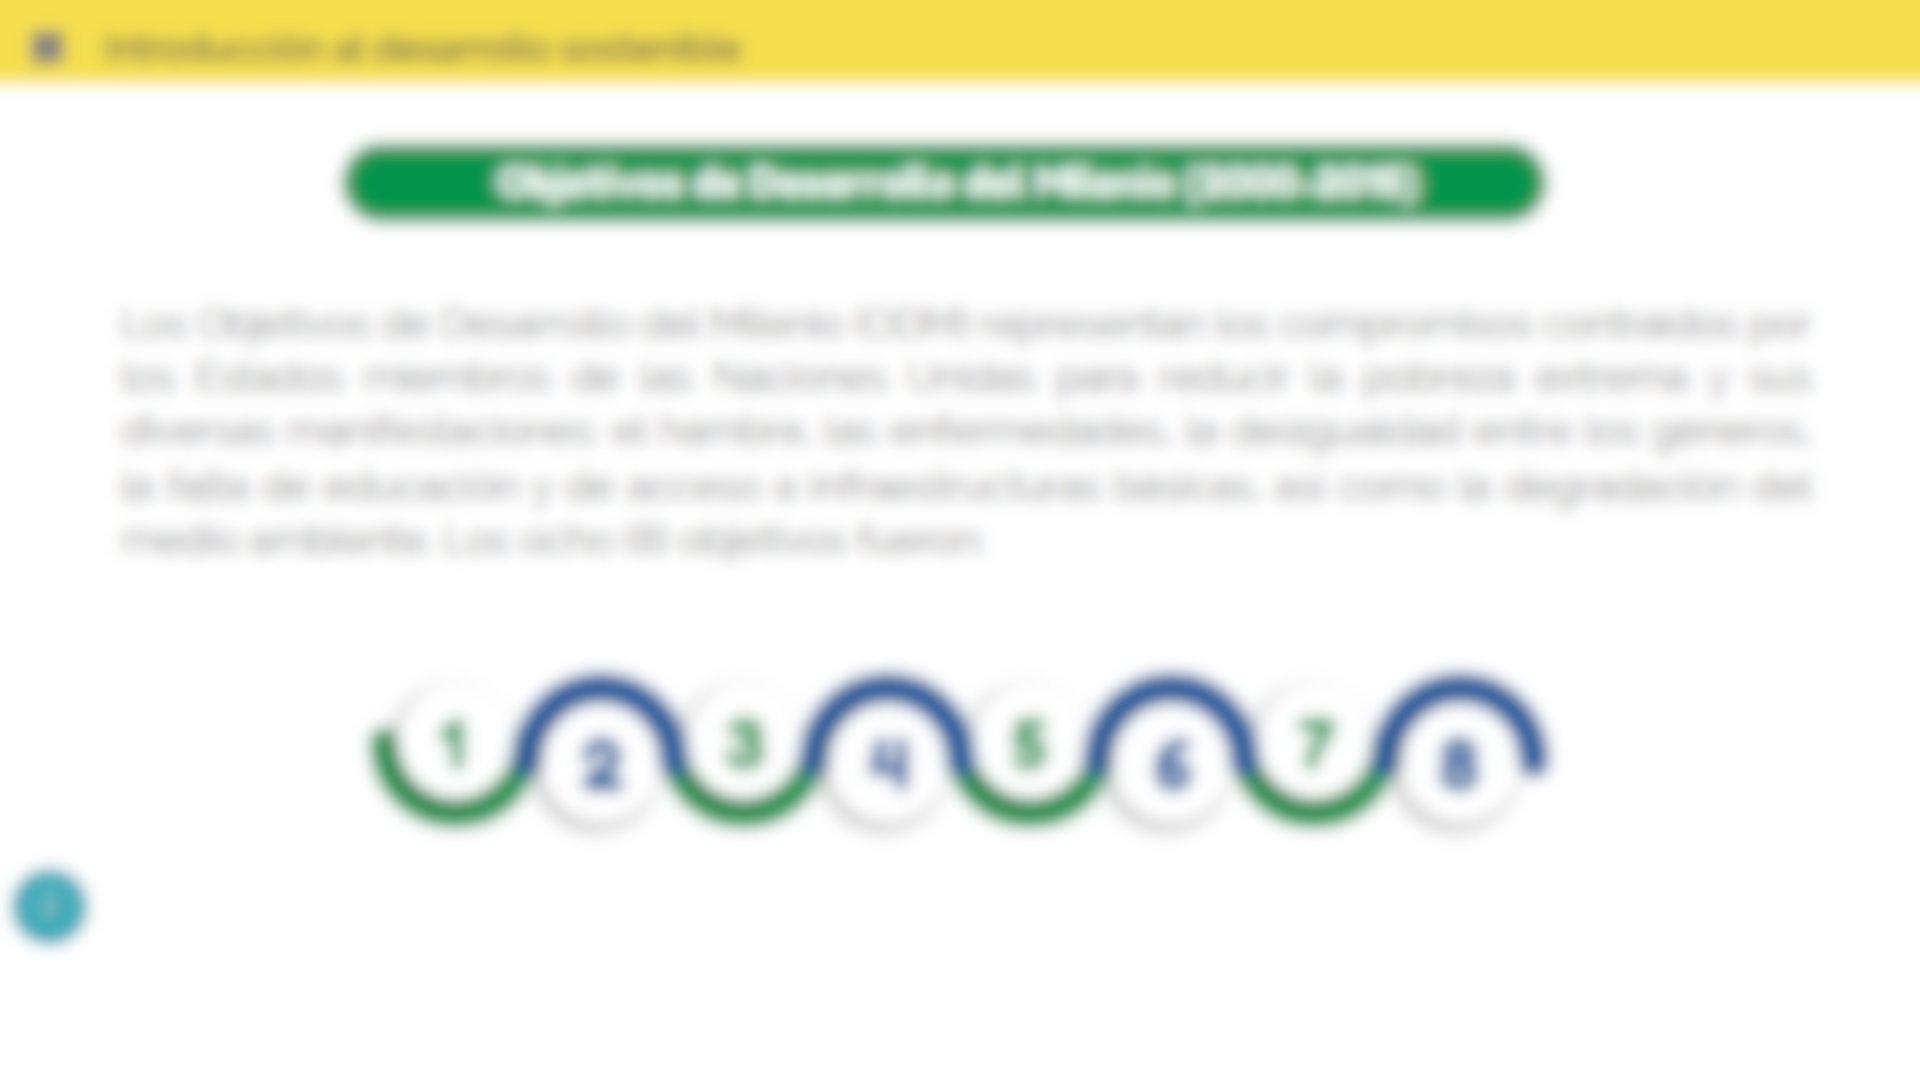 Introducción al desarrollo sostenible
Objetivos de Desarrollo del Milenio (2000-2015)
Los Objetivos de Desarrollo del Milenio (ODM) representan los compromisos contraidos por
los Estados miembros de las Naciones Unidas para reducir la pobreza extrema y sus
diversas manifestaciones: el hambre, las enfermedades, la desigualdad entre los géneros,
la falta de educación y de acceso a infraestructuras básicas, asi como la degradación del
medio ambiente. Los ocho (8) objetivos fueron:
1 2 3 4 5 6 7 8